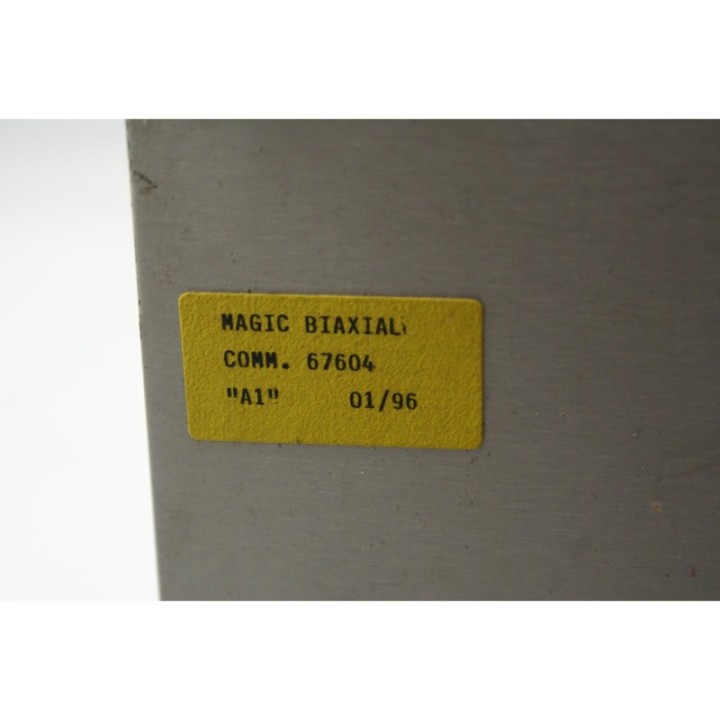 MAGIC BIAXIAL
COMM. 67604
"A1" 01/96